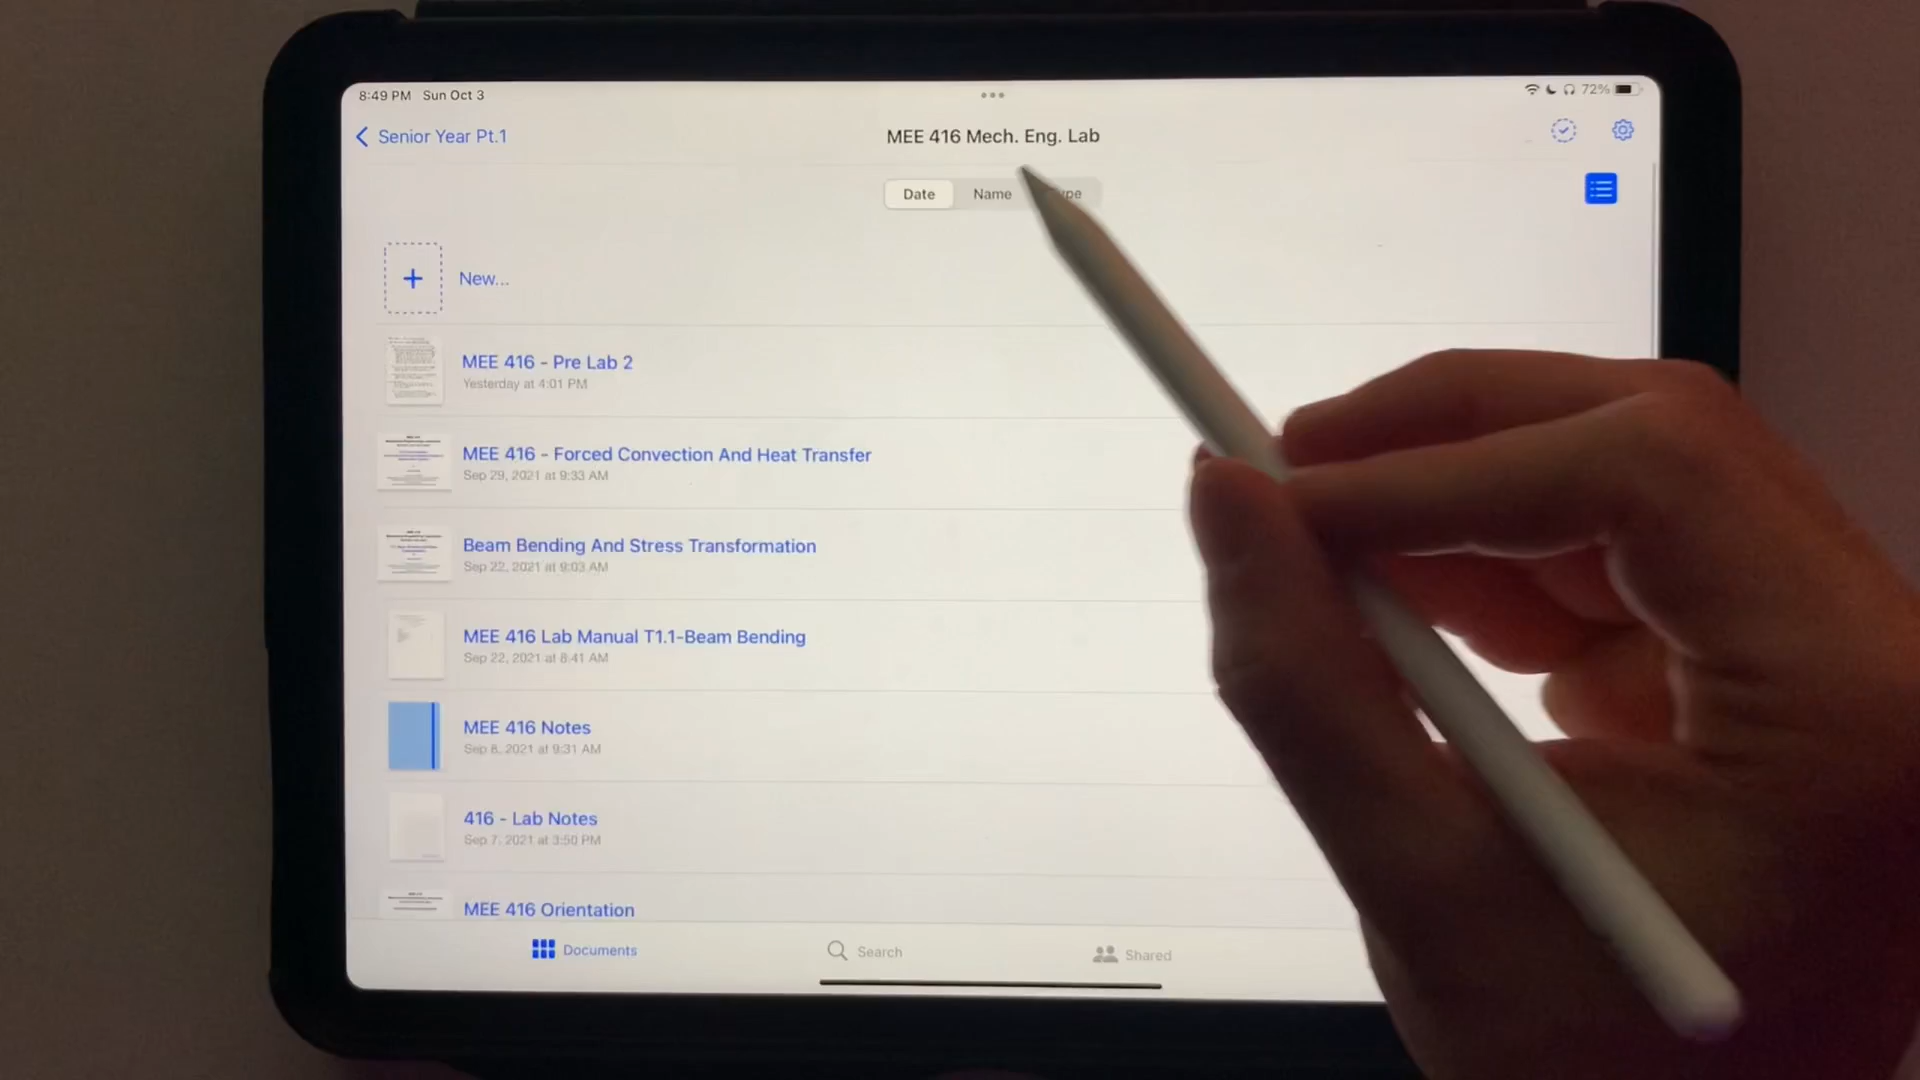 8:49 PM Sun Oct 3
72%
Senior Year Pt.1
MEE 416 Mech. Eng. Lab
Date Name
New...
MEE 416 - Pre Lab 2
Yesterday at 4:01 PM
MEE 416 - Forced Convection And Heat Transfer
Sep 29, 2021 at 9:33 AM
Beam Bending And Stress Transformation
Sep 22, 2021 at 9:03 AM
MEE 416 Lab Manual T1.1-Beam Bending
Sep 22, 2021 at 8:41 AM
MEE 416 Notes
Sep 8, 2021 at 9:31 AM
416 - Lab Notes
Sep 7, 2021 at 3:50 PM
MEE 416 Orientation
Documents Search Shared